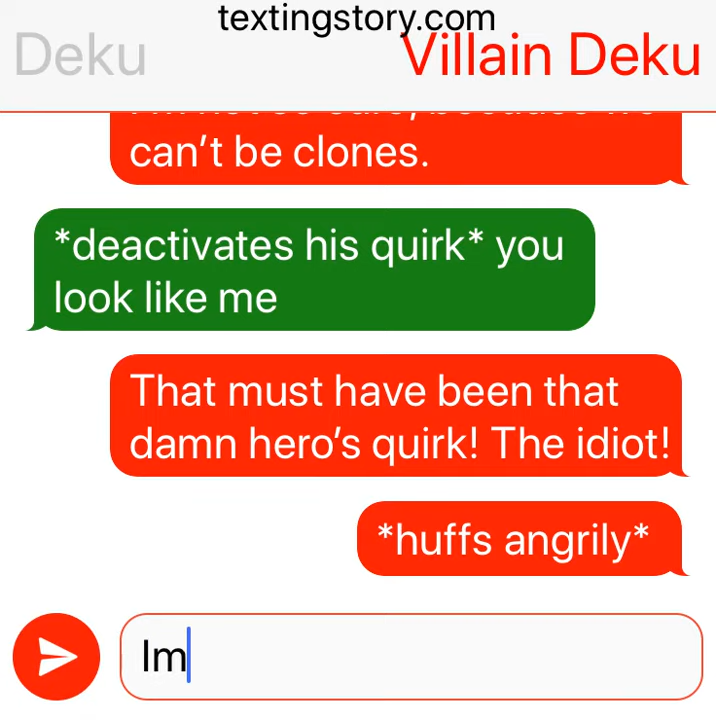 textingstory.com
Deku
Villain Deku
can't be clones.
*deactivates his quirk* you
look like me
That must have been that
damn hero's quirk! The idiot!
*huffs angrily*
Im